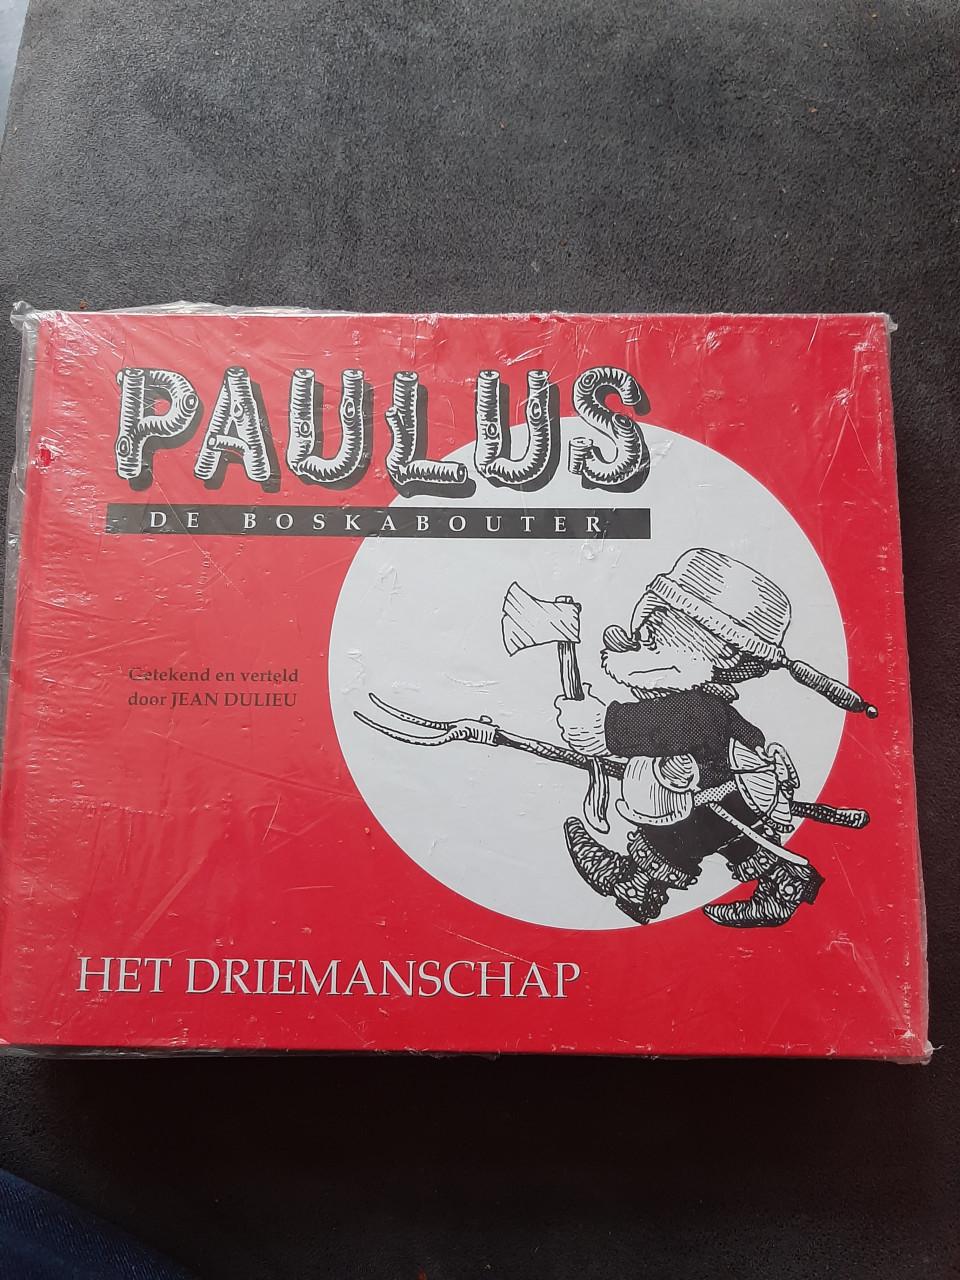 PAULUS
DE BOSKABOUTER
Getekend en verteld
door JEAN DULIEU
HET DRIEMANSCHAP